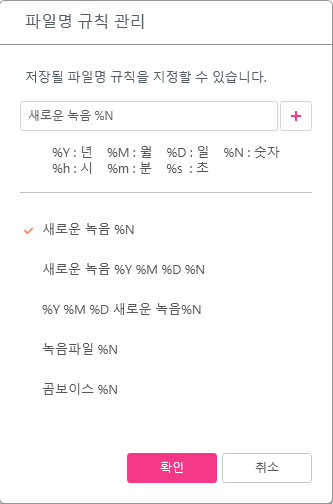 파일명 규칙 관리
저장될 파일명 규칙을 지정할 수 있습니다.
새로운 녹음 %N
+
%Y : 년 %M : 월 %D : 일 %N : 숫자
%h : 시 %m : 분 %s : 초
새로운 녹음 %N
새로운 녹음 %Y %M %D %N
%Y %M %D 새로운 녹음%N
녹음파일 %N
곰보이스 %N
확인 취소